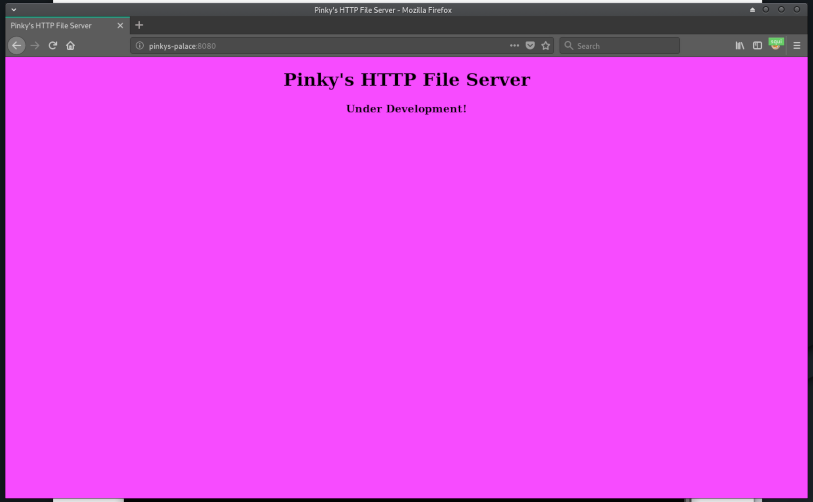 Pinky's HTTP File Server - Mozilla Firefox
Pinky's HTTP File Server
pinkys-palace:8080
Search
squi
Pinky's HTTP File Server
Under Development!